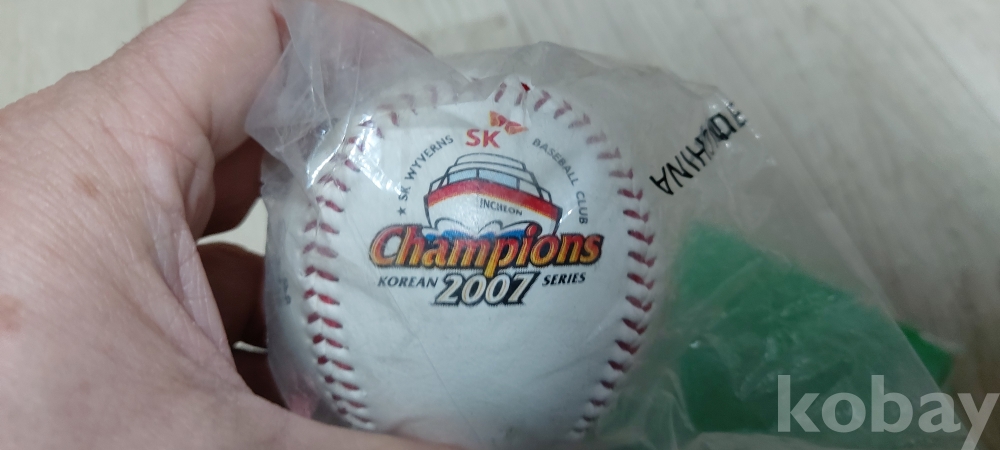 SK
★ SK WYVERNS BASEBALL CLUB
INCHEON
Champions
KOREAN 2007 SERIES
CHINA
kobay